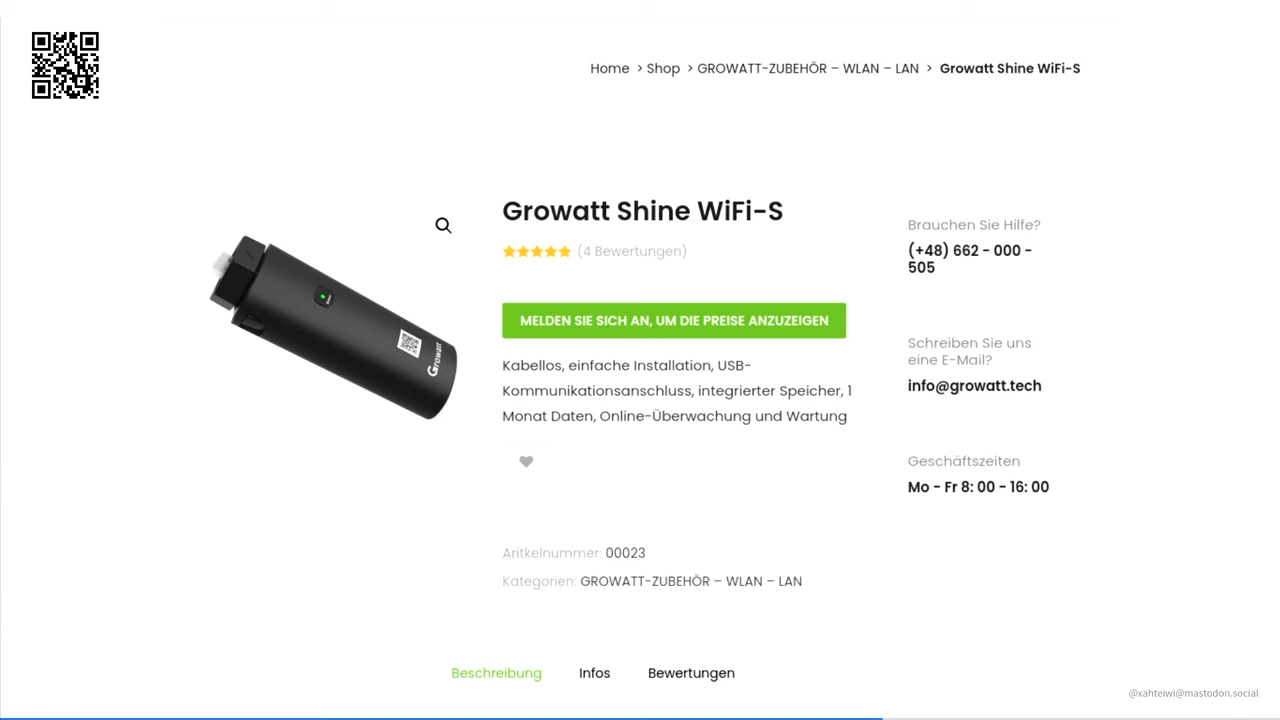 Home > Shop > GROWATT-ZUBEHÖR – WLAN – LAN > Growatt Shine WiFi-S
Growatt Shine WiFi-S
(4 Bewertungen)
MELDEN SIE SICH AN, UM DIE PREISE ANZUZEIGEN
Kabellos, einfache Installation, USB-
Kommunikationsanschluss, integrierter Speicher, 1
Monat Daten, Online-Überwachung und Wartung
Aritkelnummer: 00023
Kategorien: GROWATT-ZUBEHÖR – WLAN – LAN
Brauchen Sie Hilfe?
(+48) 662 - 000 -
505
Schreiben Sie uns
eine E-Mail?
info@growatt.tech
Geschäftszeiten
Mo - Fr 8: 00 - 16: 00
Growatt
Beschreibung Infos Bewertungen
@xahteiwi@mastodon.social